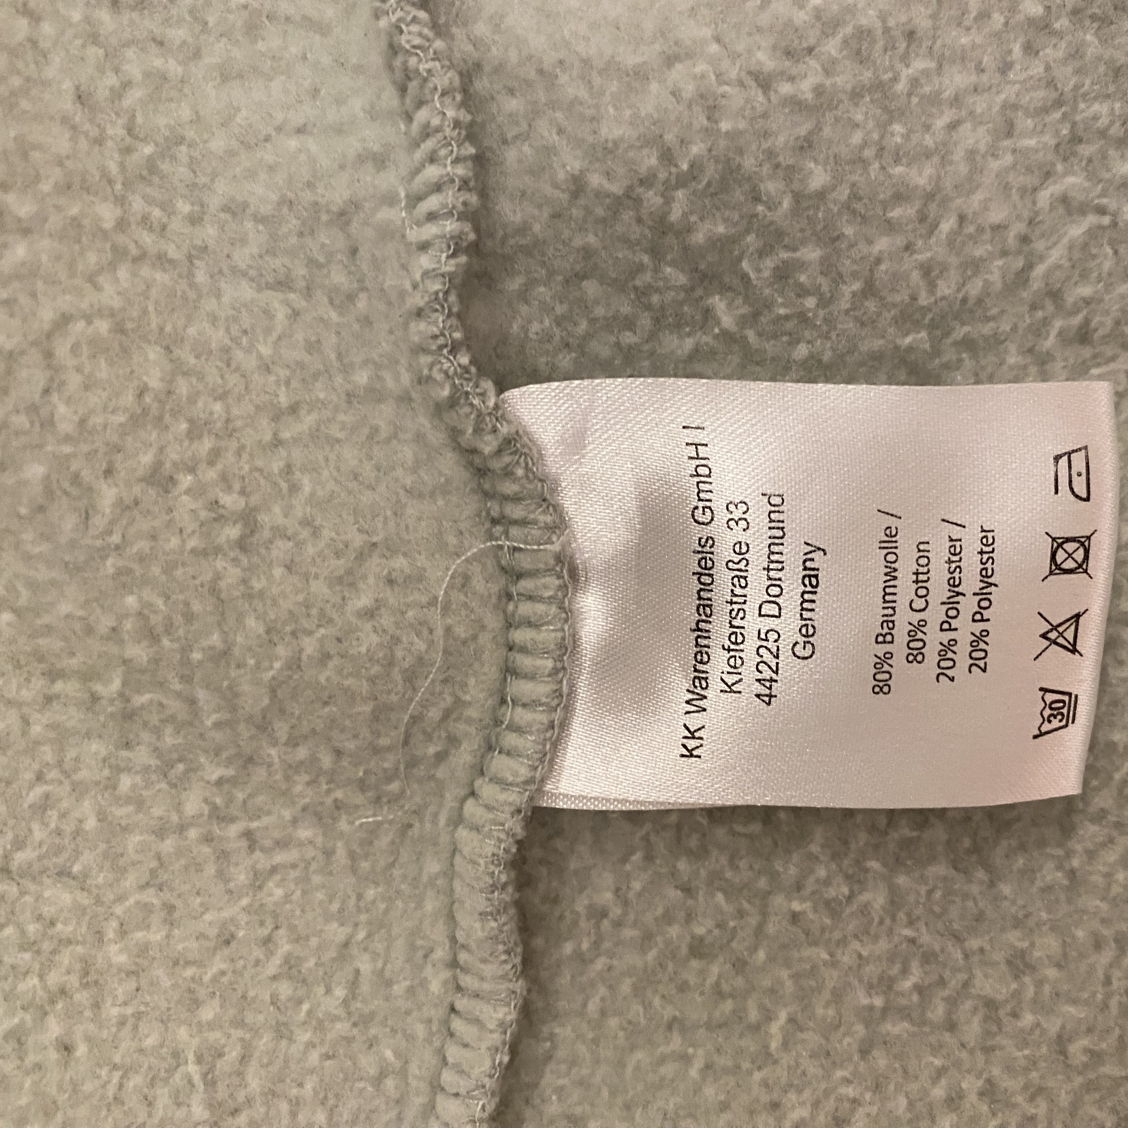 KK Warenhandels GmbH |
Kieferstraße 33
44225 Dortmund
Germany
80% Baumwolle /
80% Cotton
20% Polyester /
20% Polyester
30